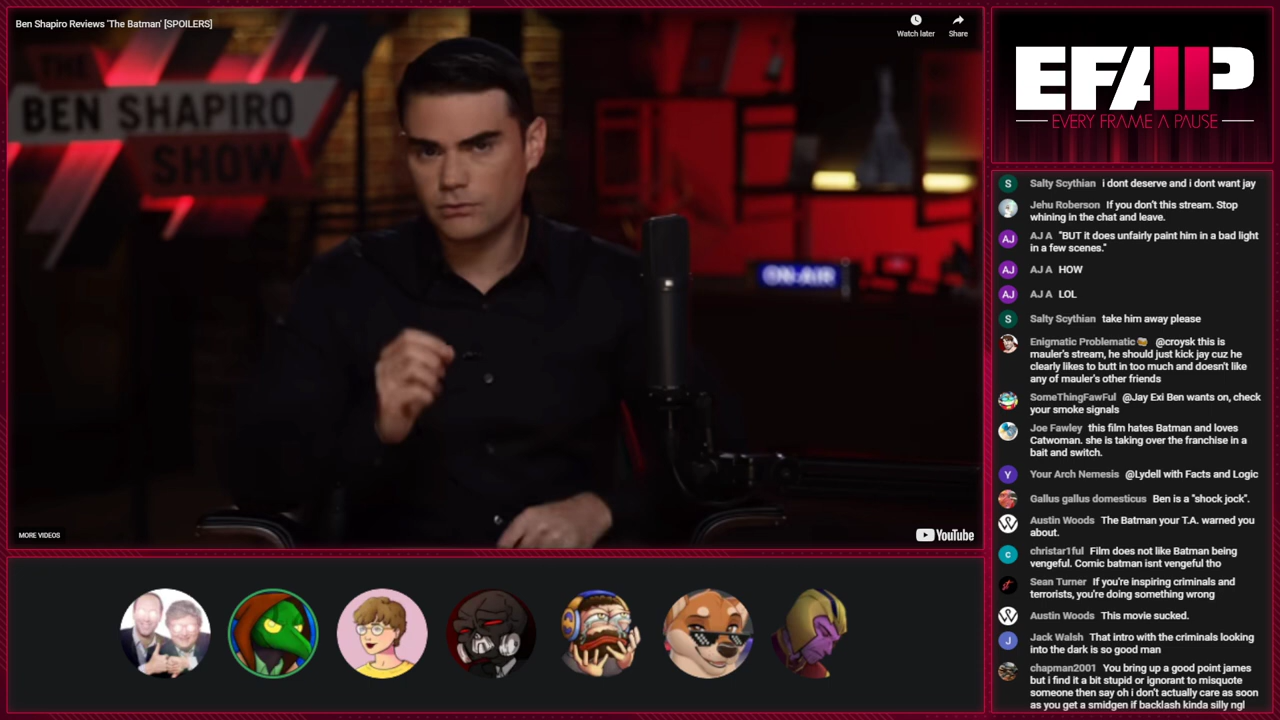 Ben Shapiro Reviews 'The Batman' [SPOILERS]
Watch later
Share
THE
BEN SHAPIRO
SHOW
ON-AIR
MORE VIDEOS
YouTube
EFAP
EVERY FRAME A PAUSE
S Salty Scythian i dont deserve and i dont want jay
Jehu Roberson If you don't this stream. Stop
whining in the chat and leave.
AJ AJ A "BUT it does unfairly paint him in a bad light
in a few scenes."
AJ AJ A HOW
AJ AJ A LOL
S Salty Scythian take him away please
Enigmatic Problematic @croysk this is
mauler's stream, he should just kick jay cuz he
clearly likes to butt in too much and doesn't like
any of mauler's other friends
SomeThingFawFul @Jay Exi Ben wants on, check
your smoke signals
Joe Fawley this film hates Batman and loves
Catwoman. she is taking over the franchise in a
bait and switch.
Y Your Arch Nemesis @Lydell with Facts and Logic
Gallus gallus domesticus Ben is a "shock jock".
Austin Woods The Batman your T.A. warned you
about.
c christar1ful Film does not like Batman being
vengeful. Comic batman isnt vengeful tho
Sean Turner If you're inspiring criminals and
terrorists, you're doing something wrong
Austin Woods This movie sucked.
J Jack Walsh That intro with the criminals looking
into the dark is so good man
chapman2001 You bring up a good point james
but i find it a bit stupid or ignorant to misquote
someone then say oh i don't actually care as soon
as you get a smidgen if backlash kinda silly ngl